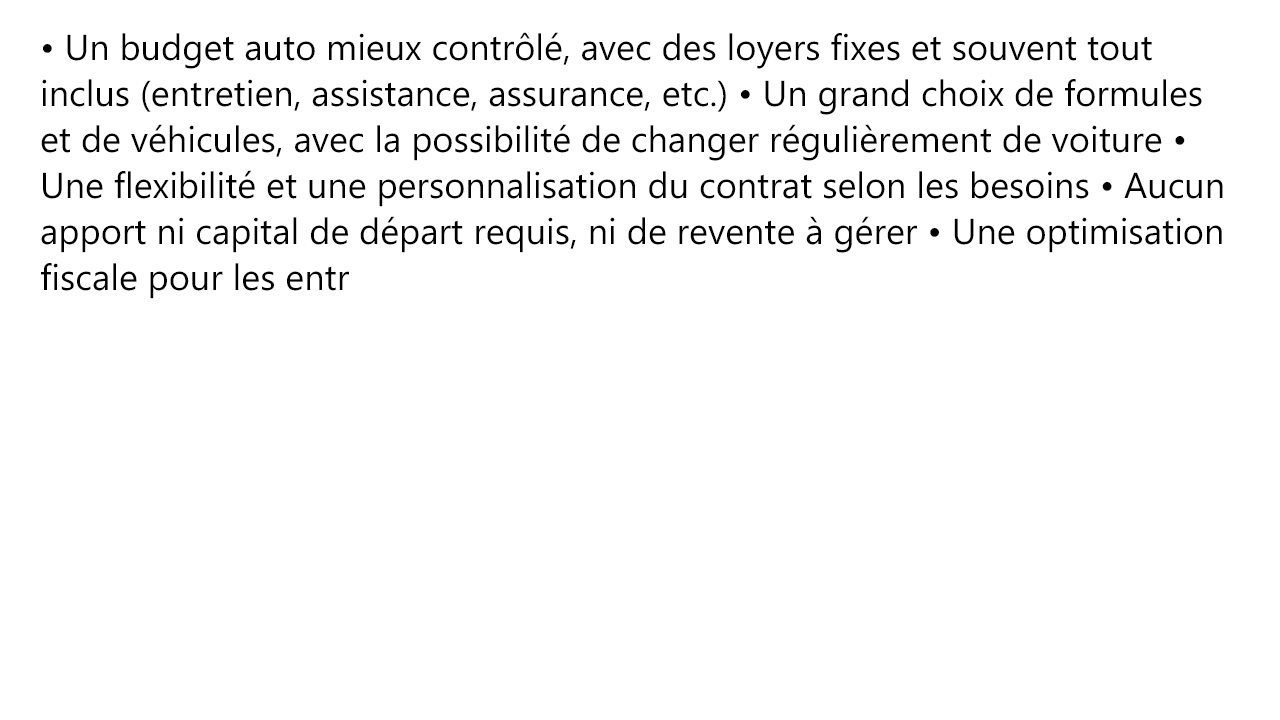 • Un budget auto mieux contrôlé, avec des loyers fixes et souvent tout
inclus (entretien, assistance, assurance, etc.) • Un grand choix de formules
et de véhicules, avec la possibilité de changer régulièrement de voiture •
Une flexibilité et une personnalisation du contrat selon les besoins • Aucun
apport ni capital de départ requis, ni de revente à gérer • Une optimisation
fiscale pour les entr